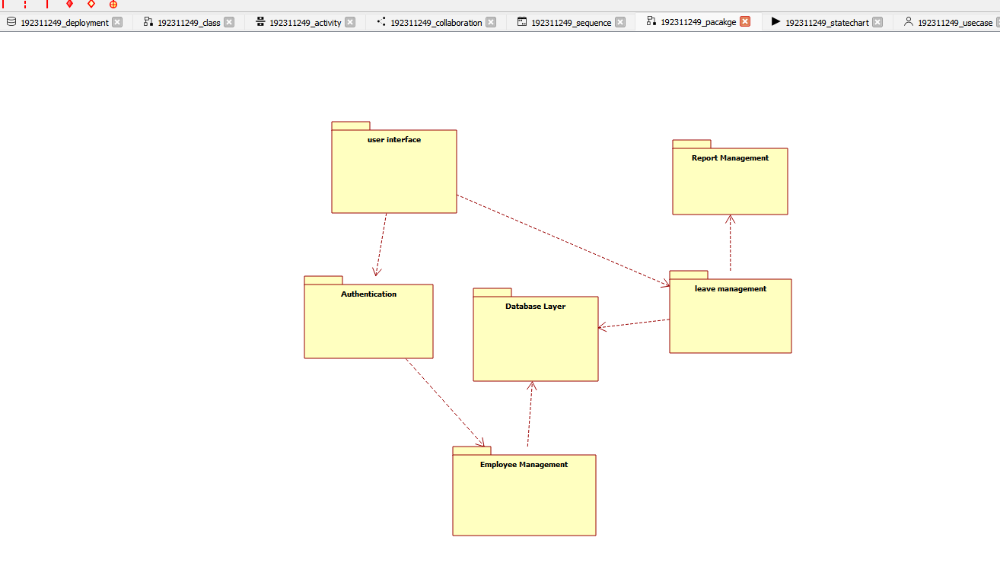 192311249_deployment
192311249_class
192311249_activity
192311249_collaboration
192311249_sequence
192311249_pacakge
192311249_statechart
192311249_usecase
user interface
Report Management
Authentication
Database Layer
leave management
Employee Management